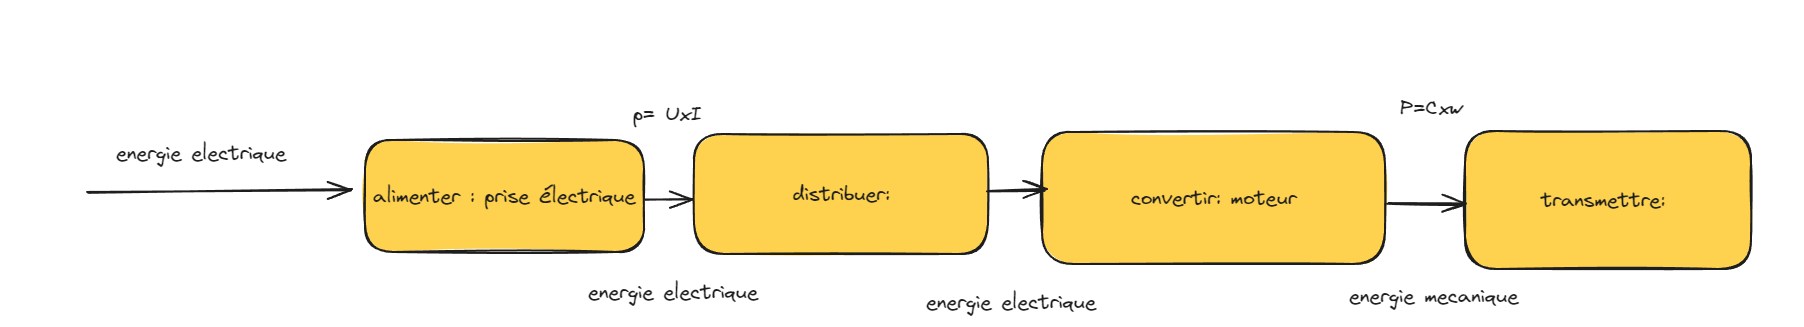 p= UxI
P=Cxw
energie electrique
alimenter : prise électrique
distribuer:
convertir: moteur
transmettre:
energie electrique
energie electrique
energie mecanique